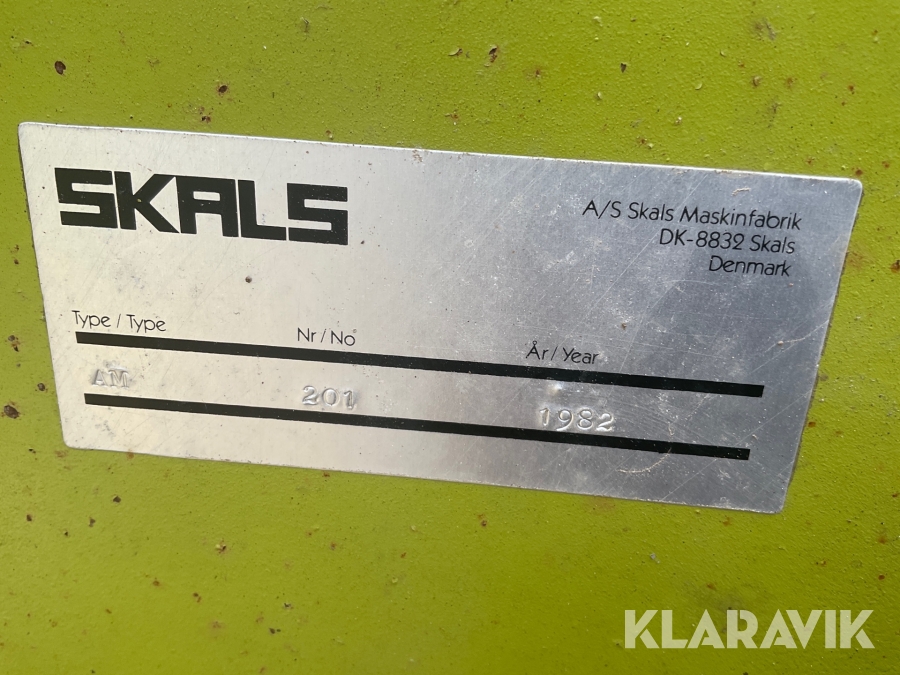 SKALS
A/S Skals Maskinfabrik
DK-8832 Skals
Denmark
Type / Type Nr / No År / Year
AM 201 1982
KLARAVIK